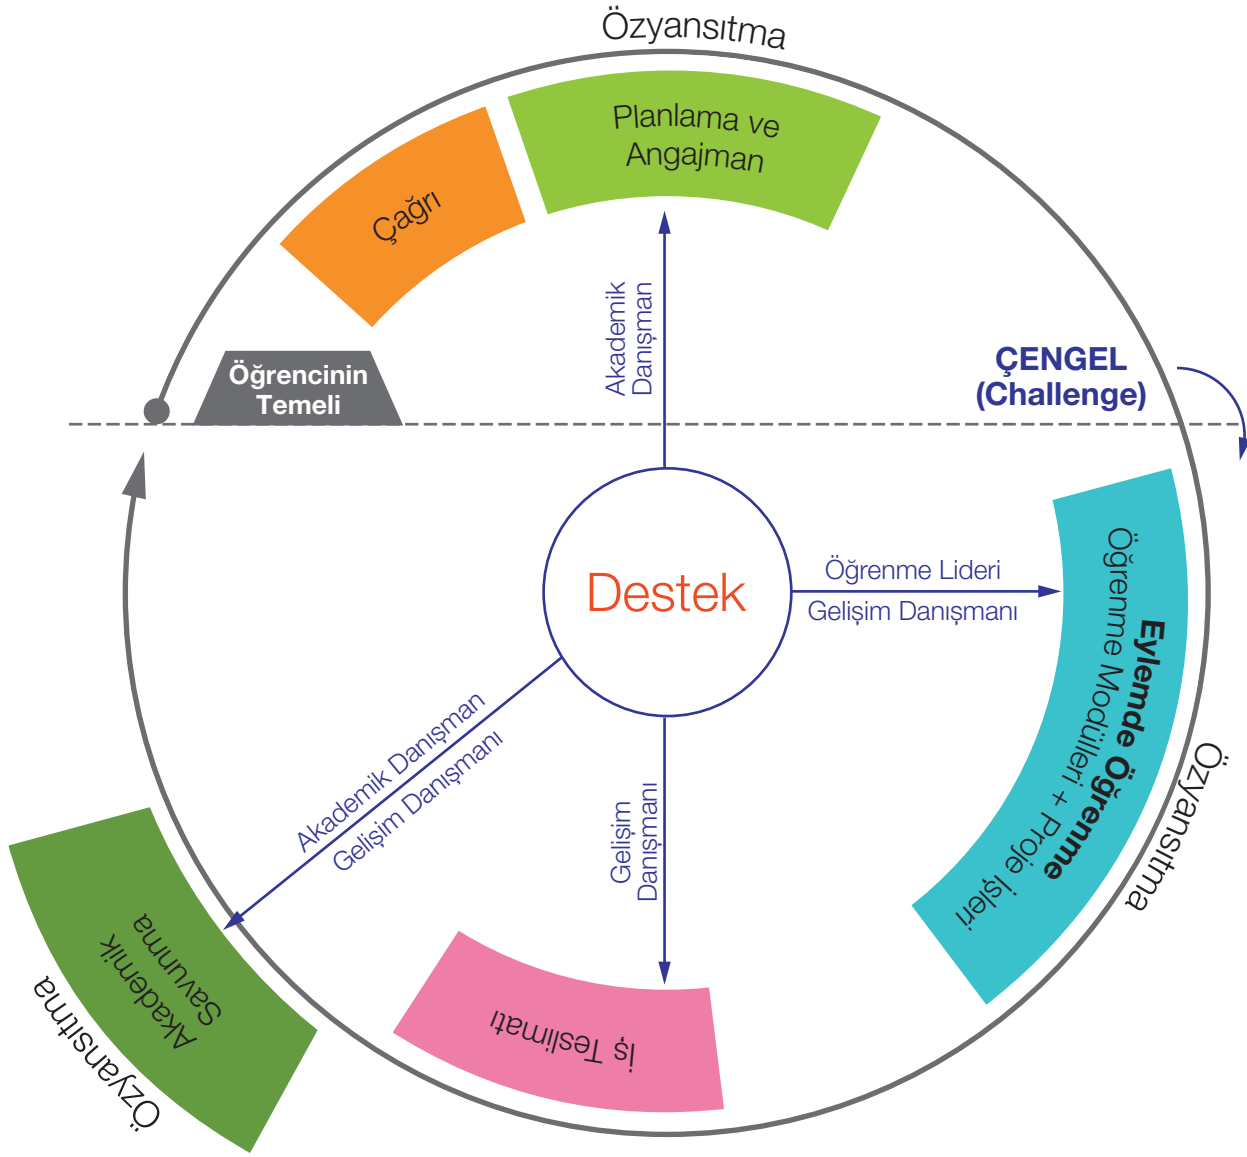 Özyansıtma
Planlama ve
Angajman
Çağrı
Akademik
Danışman
Öğrencinin
Temeli
ÇENGEL
(Challenge)
Destek
Öğrenme Lideri
Gelişim Danışmanı
Eylemde Öğrenme
Öğrenme Modülleri + Proje İşleri
Özyansıtma
Akademik Danışman
Gelişim Danışmanı
Gelişim
Danışmanı
İş Teslimatı
Akademik
Savunma
Özyansıtma